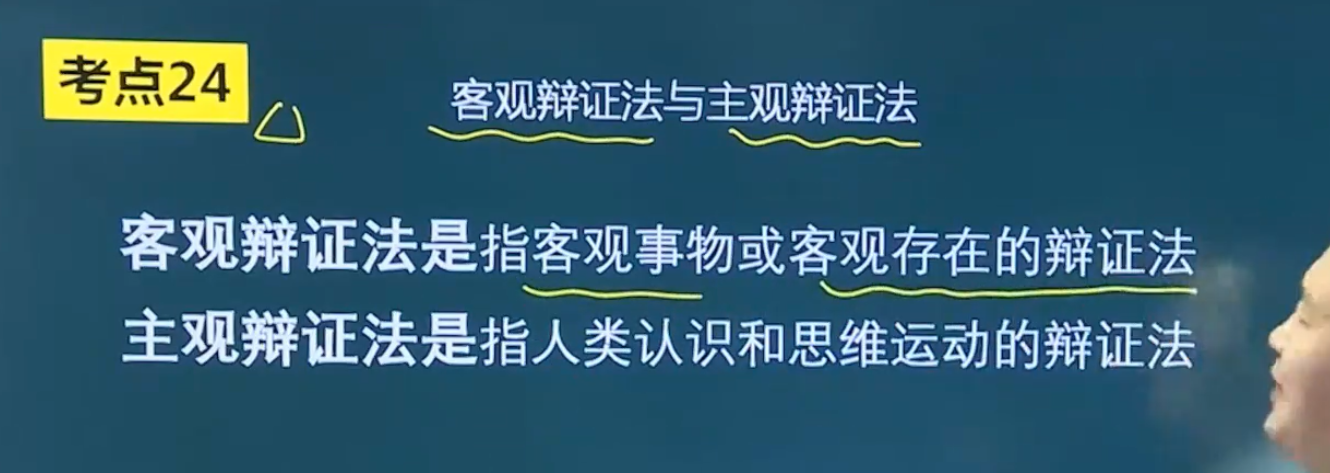 考点24
客观辩证法与主观辩证法
客观辩证法是指客观事物或客观存在的辩证法
主观辩证法是指人类认识和思维运动的辩证法